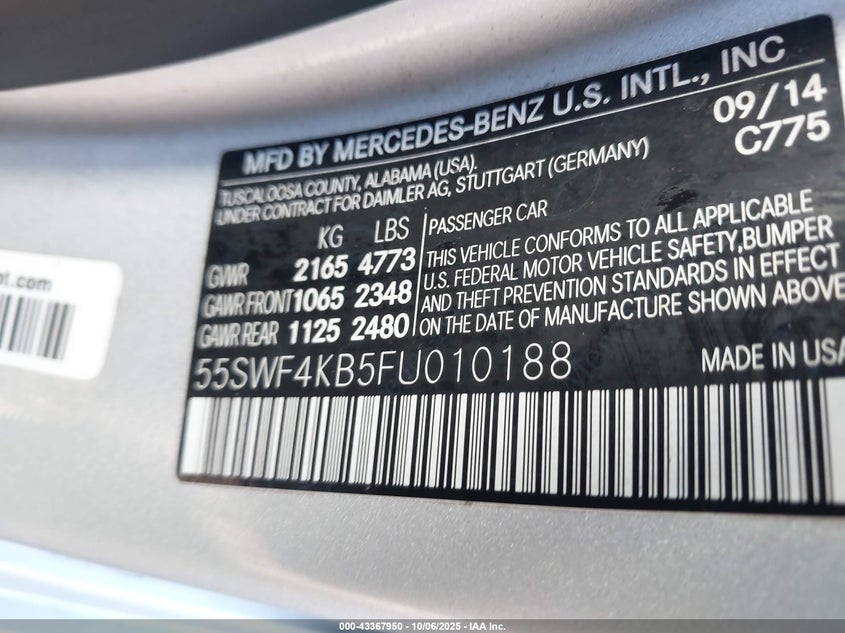 MFD BY MERCEDES-BENZ U.S. INTL., INC
TUSCALOOSA COUNTY, ALABAMA (USA).
UNDER CONTRACT FOR DAIMLER AG, STUTTGART (GERMANY)
09/14
C775
KG LBS
GVWR 2165 4773
GAWR FRONT 1065 2348
GAWR REAR 1125 2480
PASSENGER CAR
THIS VEHICLE CONFORMS TO ALL APPLICABLE
U.S. FEDERAL MOTOR VEHICLE SAFETY, BUMPER
AND THEFT PREVENTION STANDARDS IN EFFECT
ON THE DATE OF MANUFACTURE SHOWN ABOVE
55SWF4KB5FU010188
MADE IN USA
000-43367950 - 10/06/2025 - IAA Inc.